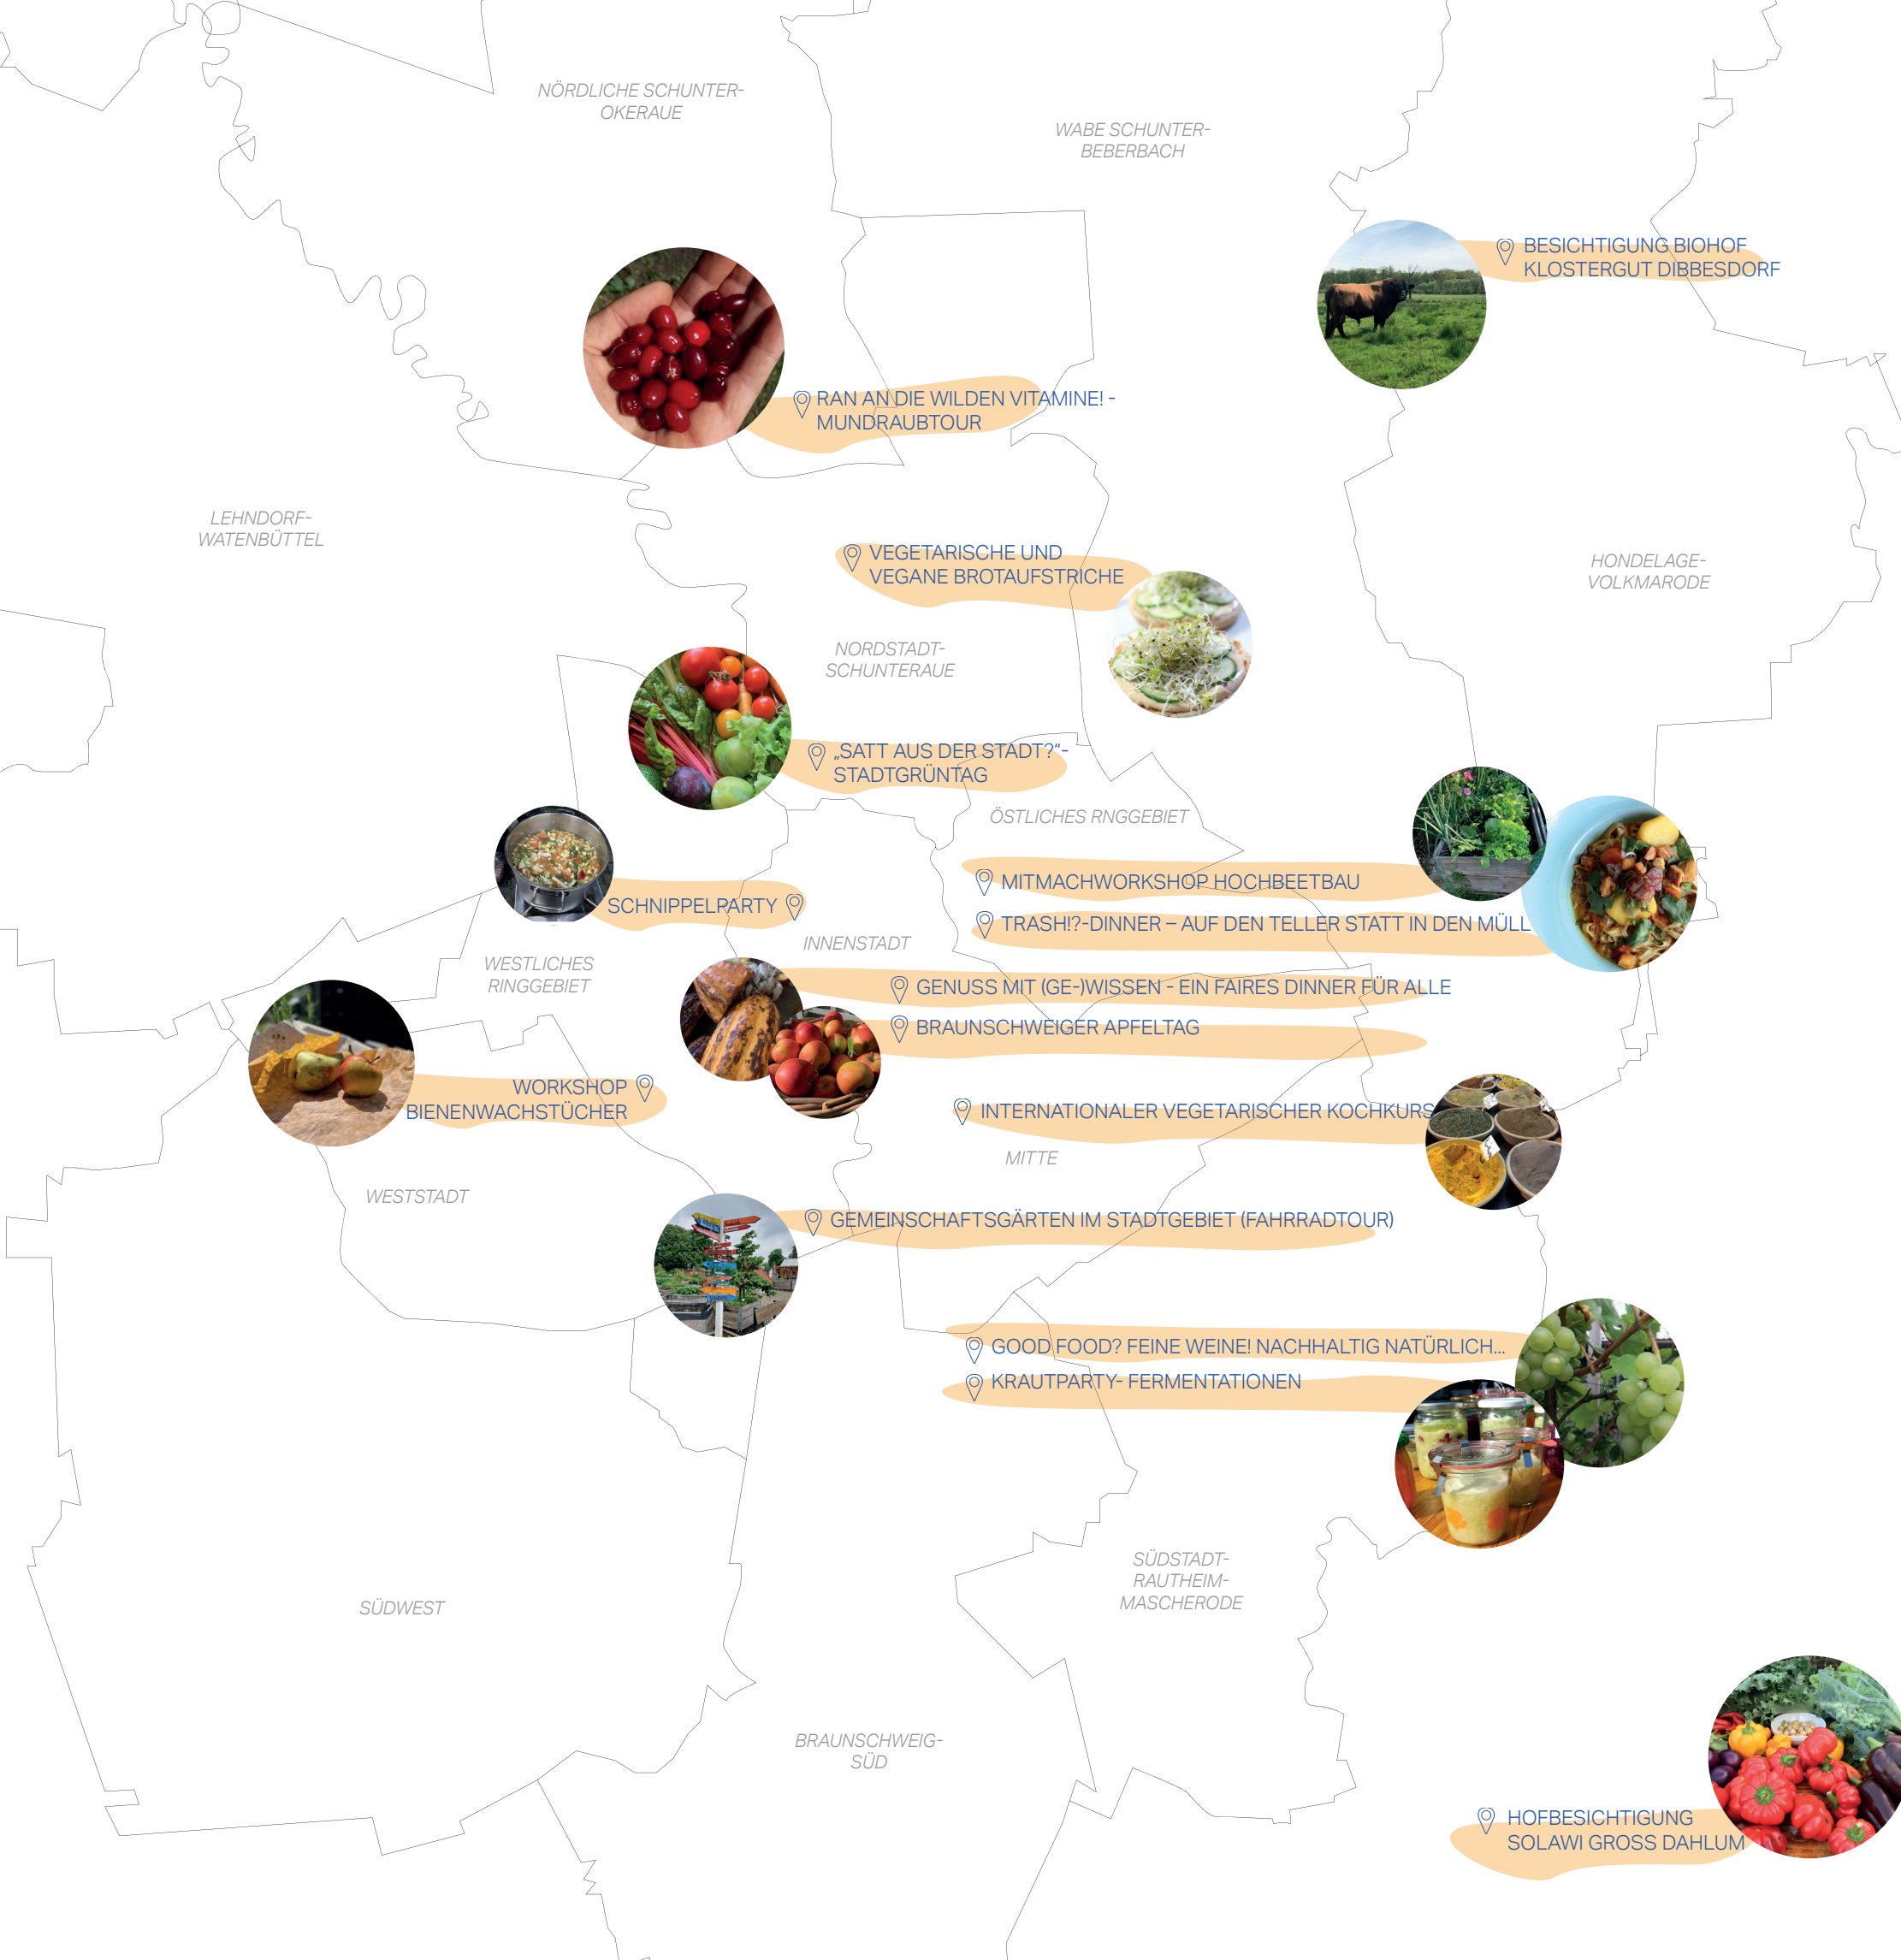 NÖRDLICHE SCHUNTER-
OKERAUE
WABE SCHUNTER-
BEBERBACH
BESICHTIGUNG BIOHOF
KLOSTERGUT DIBBESDORF
RAN AN DIE WILDEN VITAMINE! -
MUNDRAUBTOUR
LEHNDORF-
WATENBÜTTEL
VEGETARISCHE UND
VEGANE BROTAUFSTRICHE
HONDELAGE-
VOLKMARODE
NORDSTADT-
SCHUNTERAUE
„SATT AUS DER STADT?“-
STADTGRÜNTAG
ÖSTLICHES RNGGEBIET
MITMACHWORKSHOP HOCHBEETBAU
SCHNIPPELPARTY
TRASH!?-DINNER – AUF DEN TELLER STATT IN DEN MÜLL
INNENSTADT
WESTLICHES
RINGGEBIET
GENUSS MIT (GE-)WISSEN - EIN FAIRES DINNER FÜR ALLE
BRAUNSCHWEIGER APFELTAG
WORKSHOP
BIENENWACHSTÜCHER
INTERNATIONALER VEGETARISCHER KOCHKURS
MITTE
WESTSTADT
GEMEINSCHAFTSGÄRTEN IM STADTGEBIET (FAHRRADTOUR)
GOOD FOOD? FEINE WEINE! NACHHALTIG NATÜRLICH...
KRAUTPARTY- FERMENTATIONEN
SÜDSTADT-
RAUTHEIM-
MASCHERODE
SÜDWEST
BRAUNSCHWEIG-
SÜD
HOFBESICHTIGUNG
SOLAWI GROSS DAHLUM